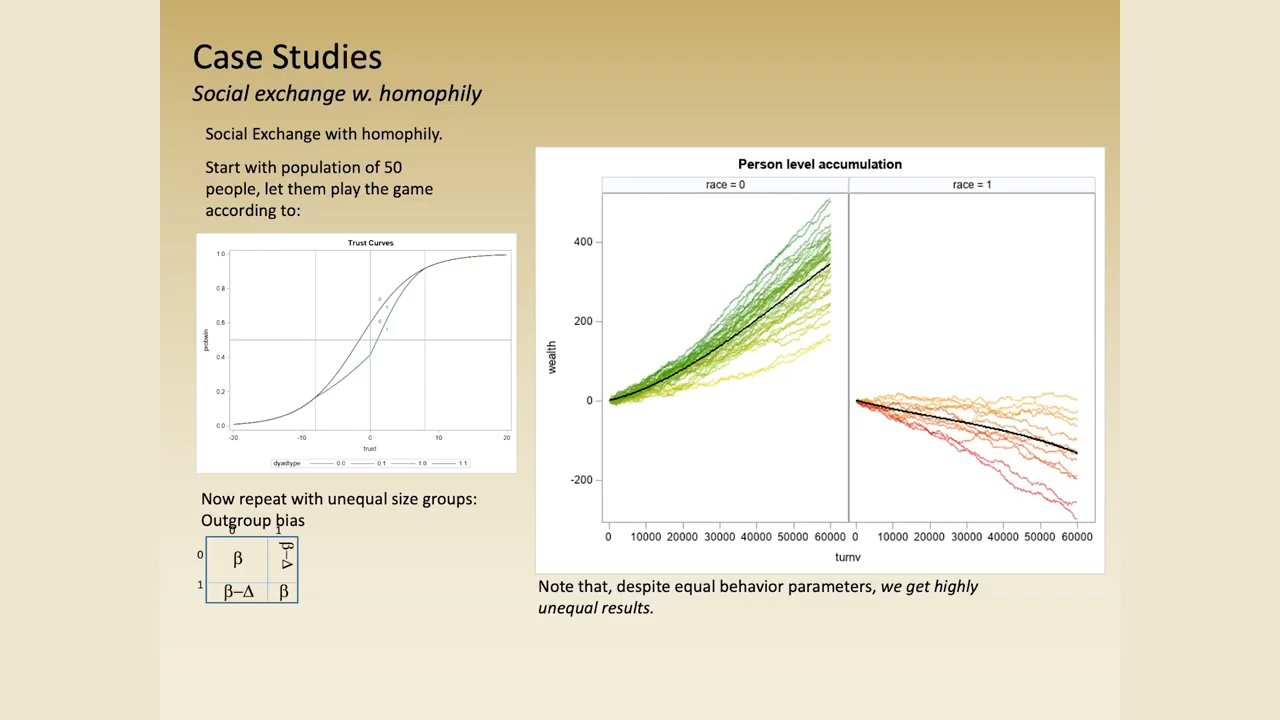 Case Studies
Social exchange w. homophily
Social Exchange with homophily.
Start with population of 50
people, let them play the game
according to:
Trust Curves
1.0
0.8
0.6
0.4
0.2
0.0
probwin
0
1
0
1
-20 -10 0 10 20
trust
dyadtype 0 0 0 1 1 0 1 1
Now repeat with unequal size groups:
Outgroup bias
0 1
0 β β−Δ
1 β−Δ β
Person level accumulation
race = 0 race = 1
400
200
0
-200
wealth
0 10000 20000 30000 40000 50000 60000 0 10000 20000 30000 40000 50000 60000
turnv
Note that, despite equal behavior parameters, we get highly
unequal results.